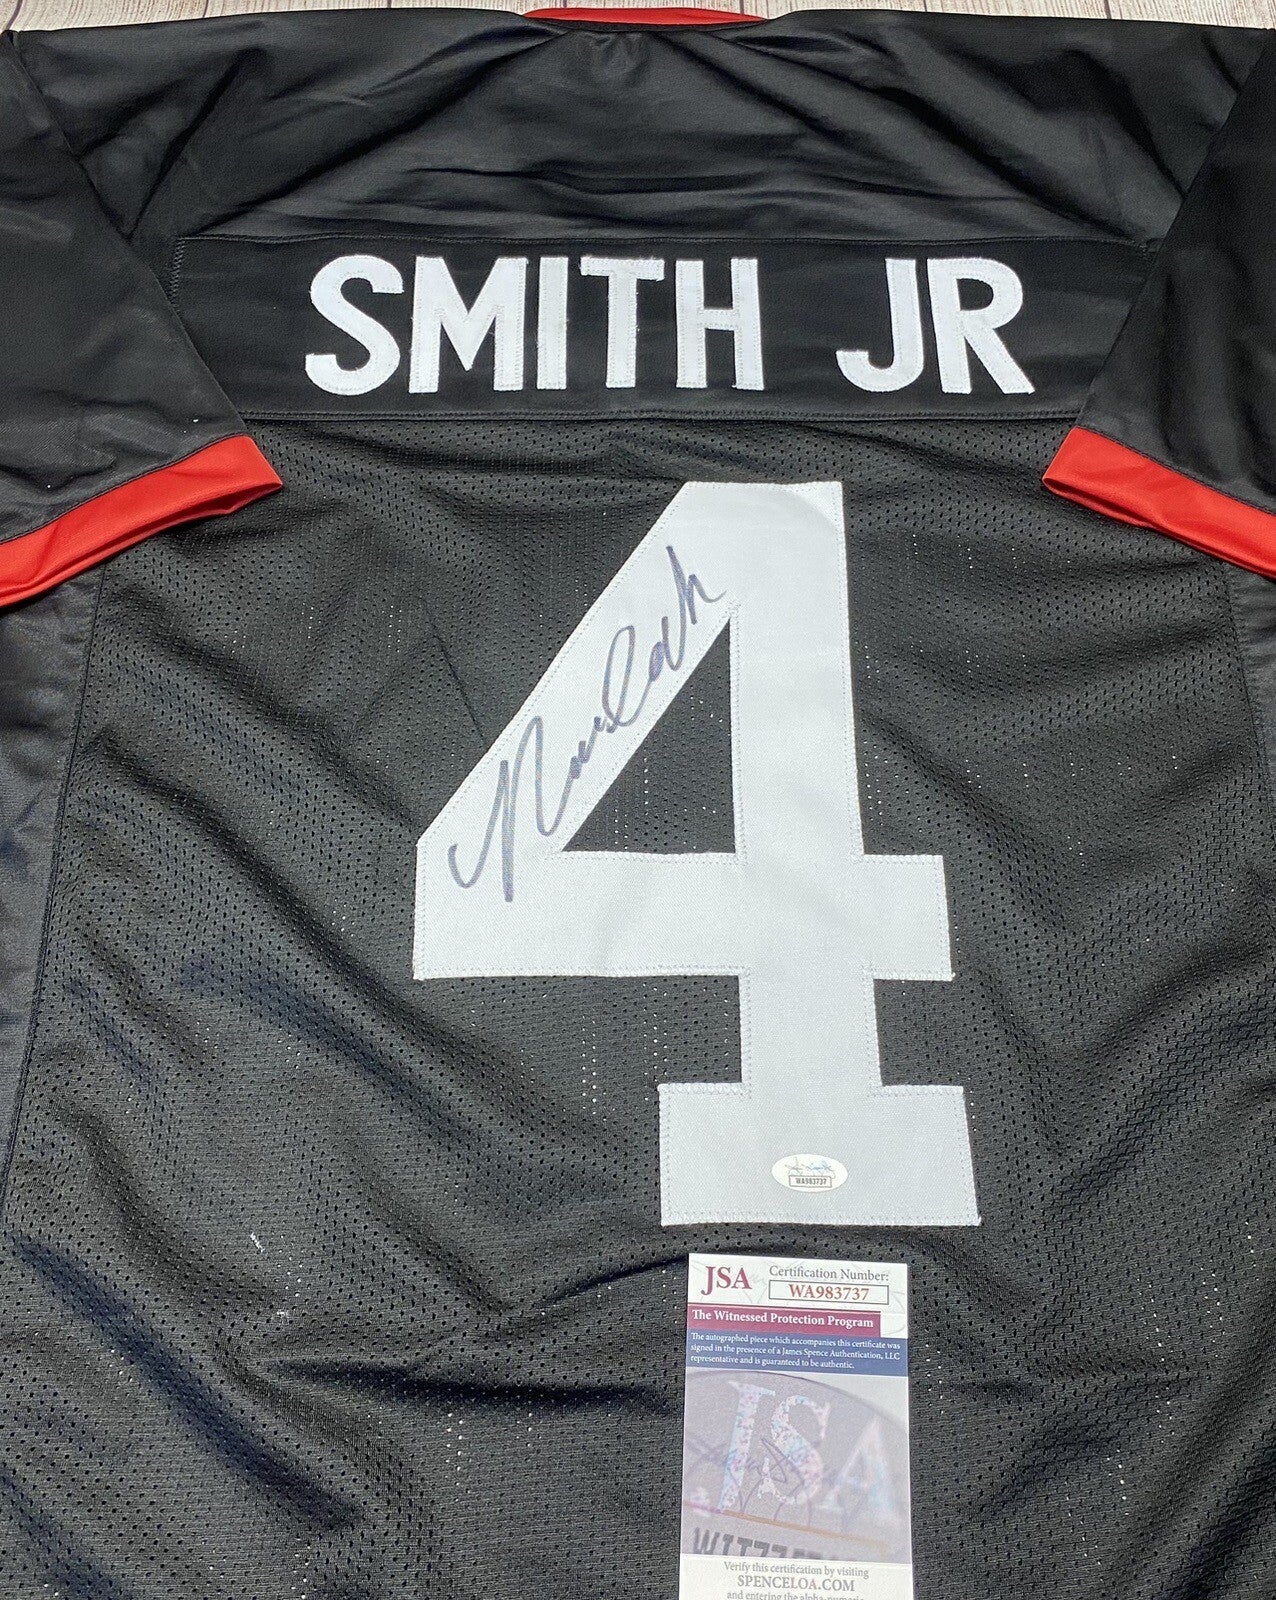 SMITH JR
4
WA983737
JSA
Certification Number:
WA983737
The Witnessed Protection Program
The autographed piece which accompanies this certificate was
signed in the presence of a James Spence Authentication, LLC
representative and is guaranteed to be authentic.
JSA
Verify this certification by visiting
SPENCELOA.COM
and entering the alpha-numeric